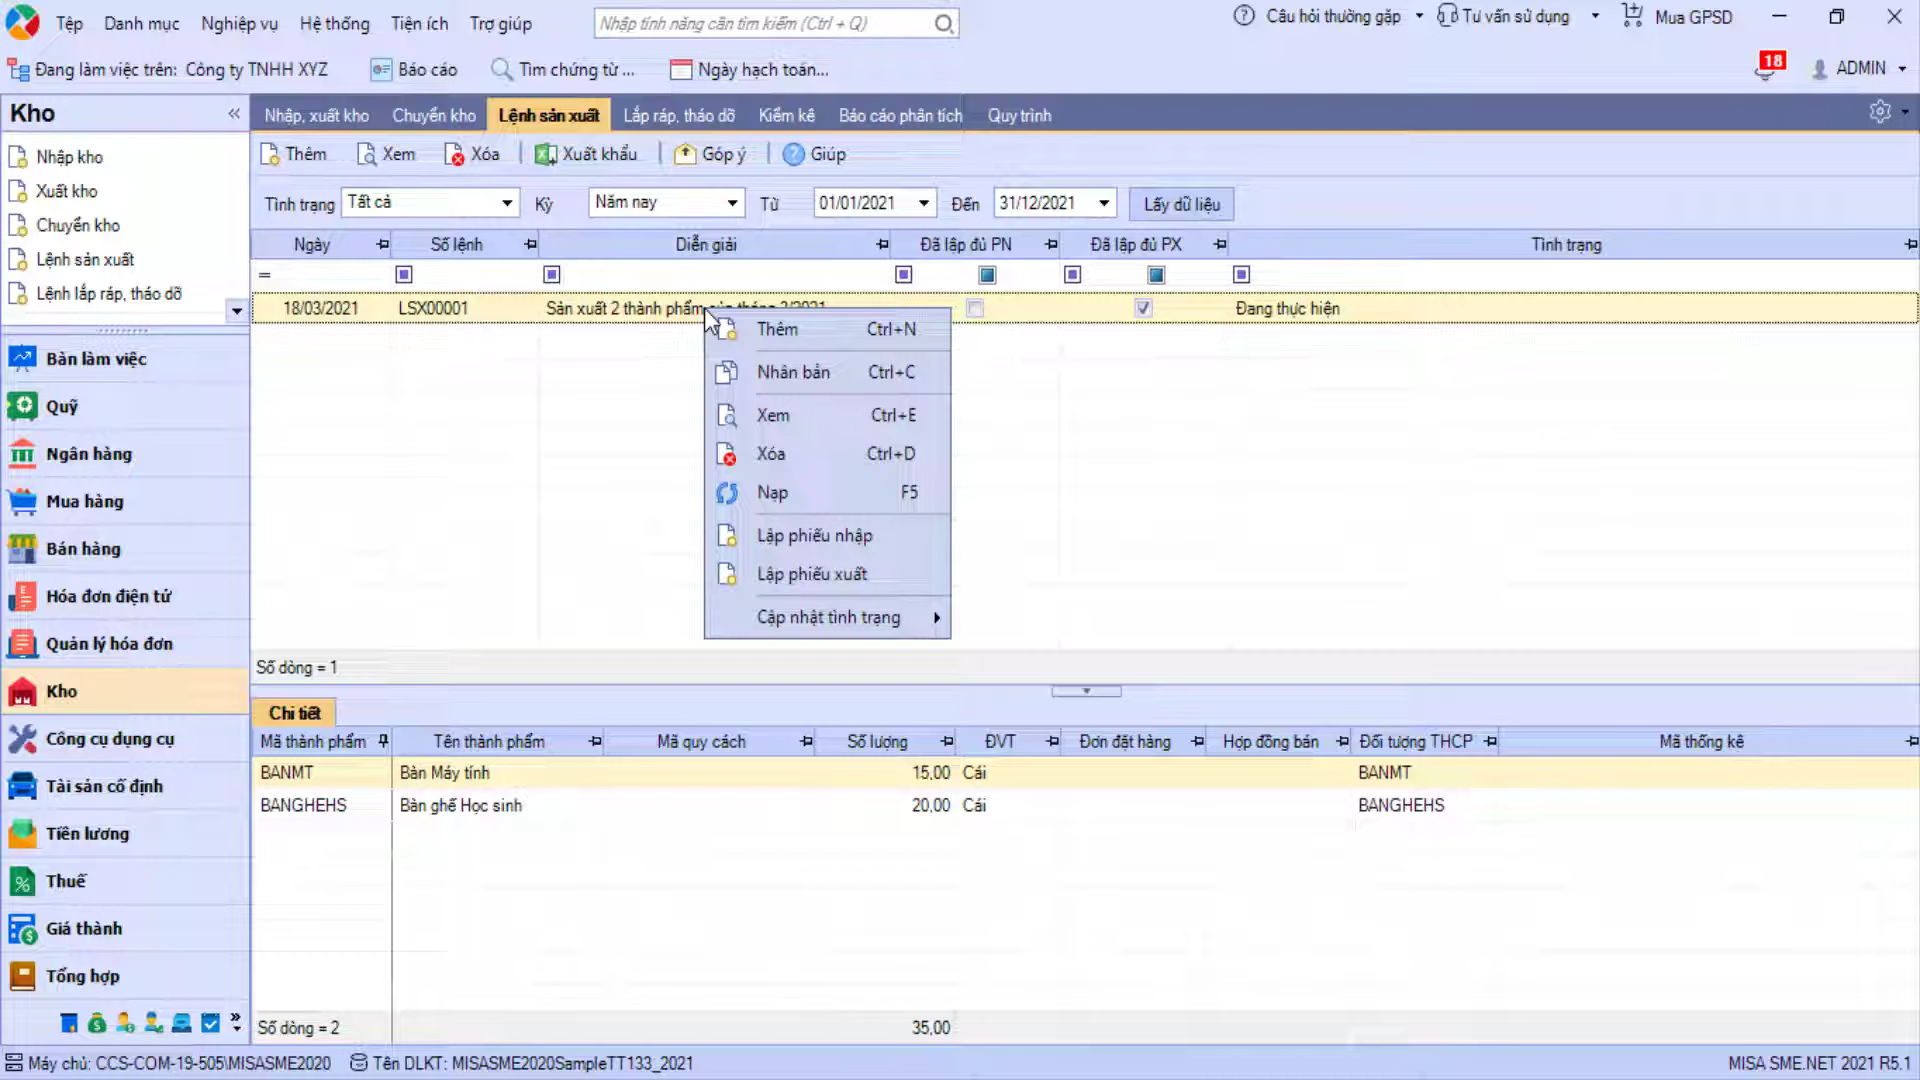 Tệp Danh mục Nghiệp vụ Hệ thống Tiện ích Trợ giúp Nhập tính năng cần tìm kiếm (Ctrl + Q) Câu hỏi thường gặp Tư vấn sử dụng Mua GPSD
Đang làm việc trên: Công ty TNHH XYZ Báo cáo Tìm chứng từ ... Ngày hạch toán... 18 ADMIN
Kho
Nhập kho
Xuất kho
Chuyển kho
Lệnh sản xuất
Lệnh lắp ráp, tháo dỡ
Bàn làm việc
Quỹ
Ngân hàng
Mua hàng
Bán hàng
Hóa đơn điện tử
Quản lý hóa đơn
Kho
Công cụ dụng cụ
Tài sản cố định
Tiền lương
Thuế
Giá thành
Tổng hợp
Nhập, xuất kho Chuyển kho Lệnh sản xuất Lắp ráp, tháo dỡ Kiểm kê Báo cáo phân tích Quy trình
Thêm Xem Xóa Xuất khẩu Góp ý Giúp
Tình trạng Tất cả Kỳ Năm nay Từ 01/01/2021 Đến 31/12/2021 Lấy dữ liệu
Ngày Số lệnh Diễn giải Đã lập đủ PN Đã lập đủ PX Tình trạng
=
18/03/2021 LSX00001 Sản xuất 2 thành phẩm của tháng 3/2021 Đang thực hiện
Thêm Ctrl+N
Nhân bản Ctrl+C
Xem Ctrl+E
Xóa Ctrl+D
Nạp F5
Lập phiếu nhập
Lập phiếu xuất
Cập nhật tình trạng
Số dòng = 1
Chi tiết
Mã thành phẩm Tên thành phẩm Mã quy cách Số lượng ĐVT Đơn đặt hàng Hợp đồng bán Đối tượng THCP Mã thống kê
BANMT Bàn Máy tính 15,00 Cái BANMT
BANGHEHS Bàn ghế Học sinh 20,00 Cái BANGHEHS
Số dòng = 2 35,00
Máy chủ: CCS-COM-19-505\MISASME2020 Tên DLKT: MISASME2020SampleTT133_2021 MISA SME.NET 2021 R5.1